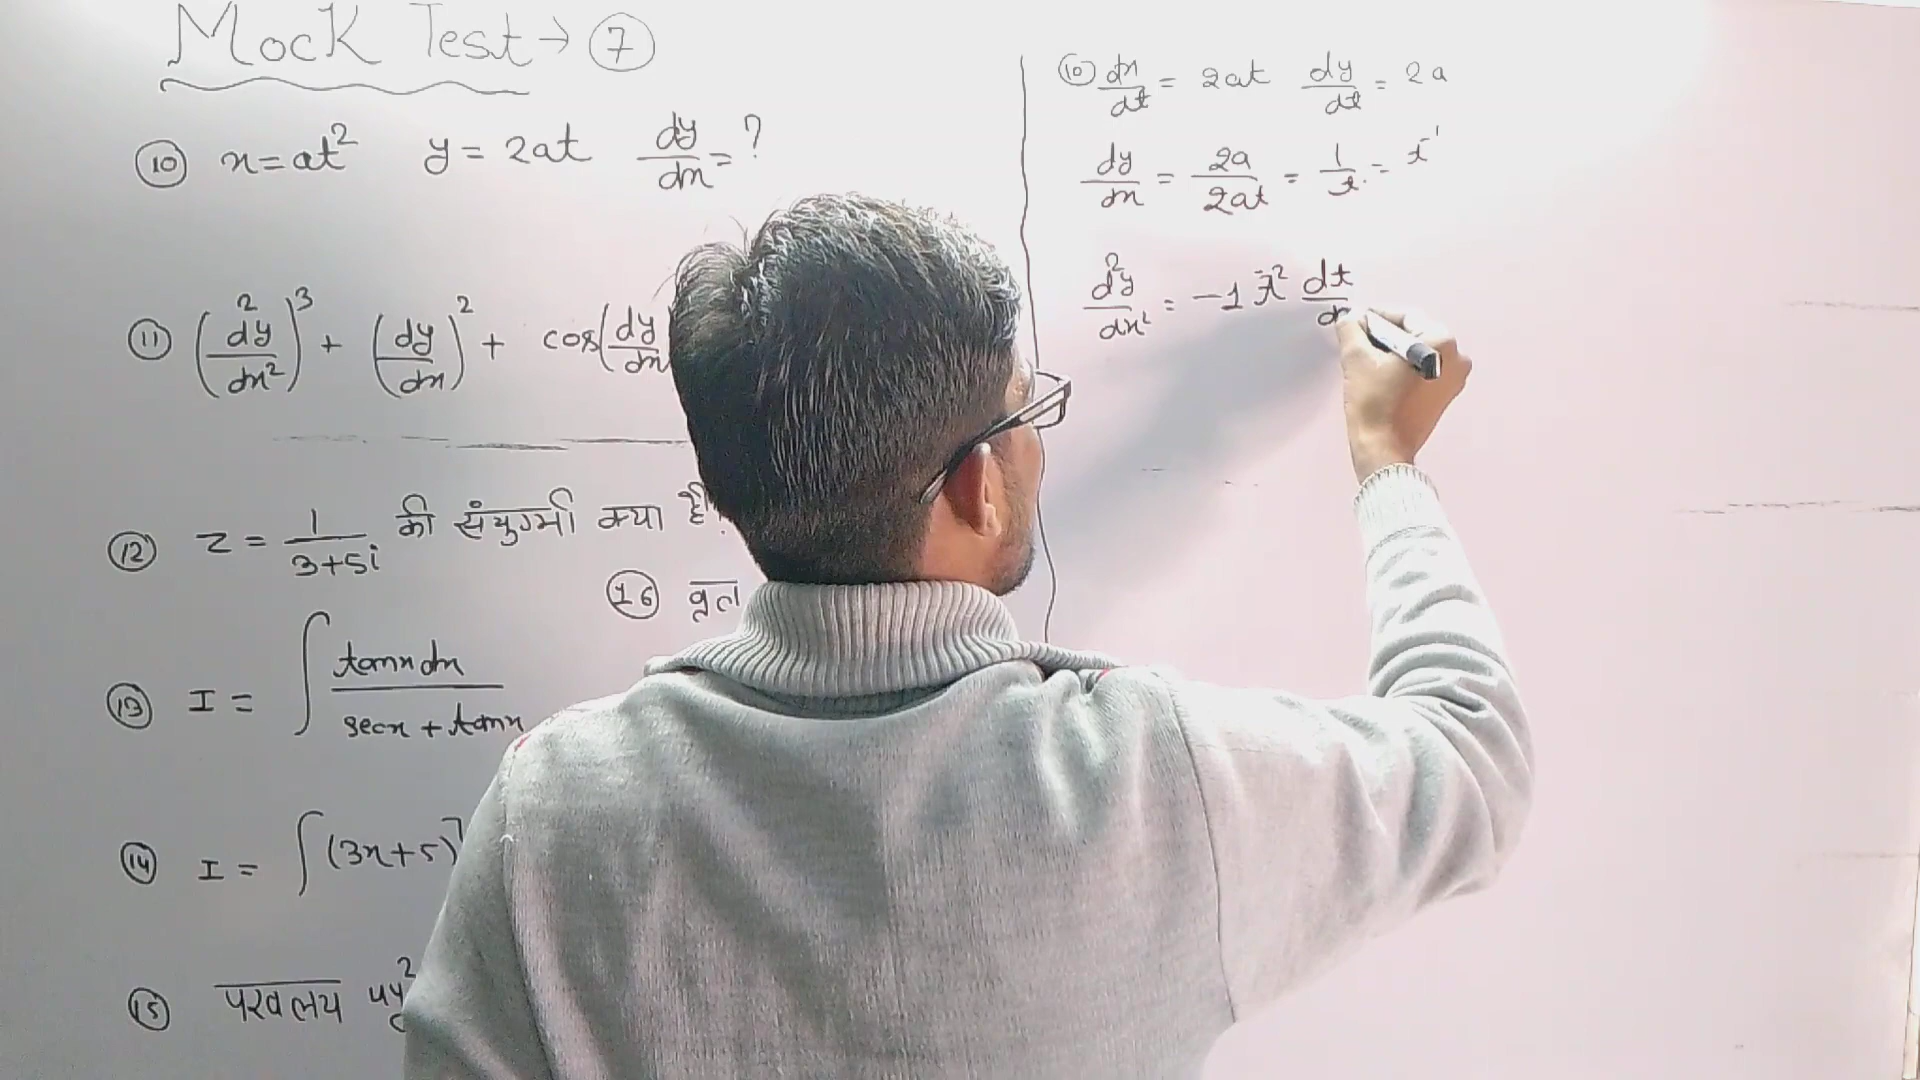 Mock Test → 7
10 x = at² y = 2at dy/dx = ?
11 (d²y/dx²)³ + (dy/dx)² + cos(dy/dx
12 z = 1/3+5i की संयुग्मी क्या है?
16 वृत
13 I = ∫ tanx dx / secx + tanx
14 I = ∫(3x+5)⁷
15 परवलय 4y²
10 dx/dt = 2at dy/dt = 2a
dy/dx = 2a/2at = 1/t = t⁻¹
d²y/dx² = -1 t⁻² dt/